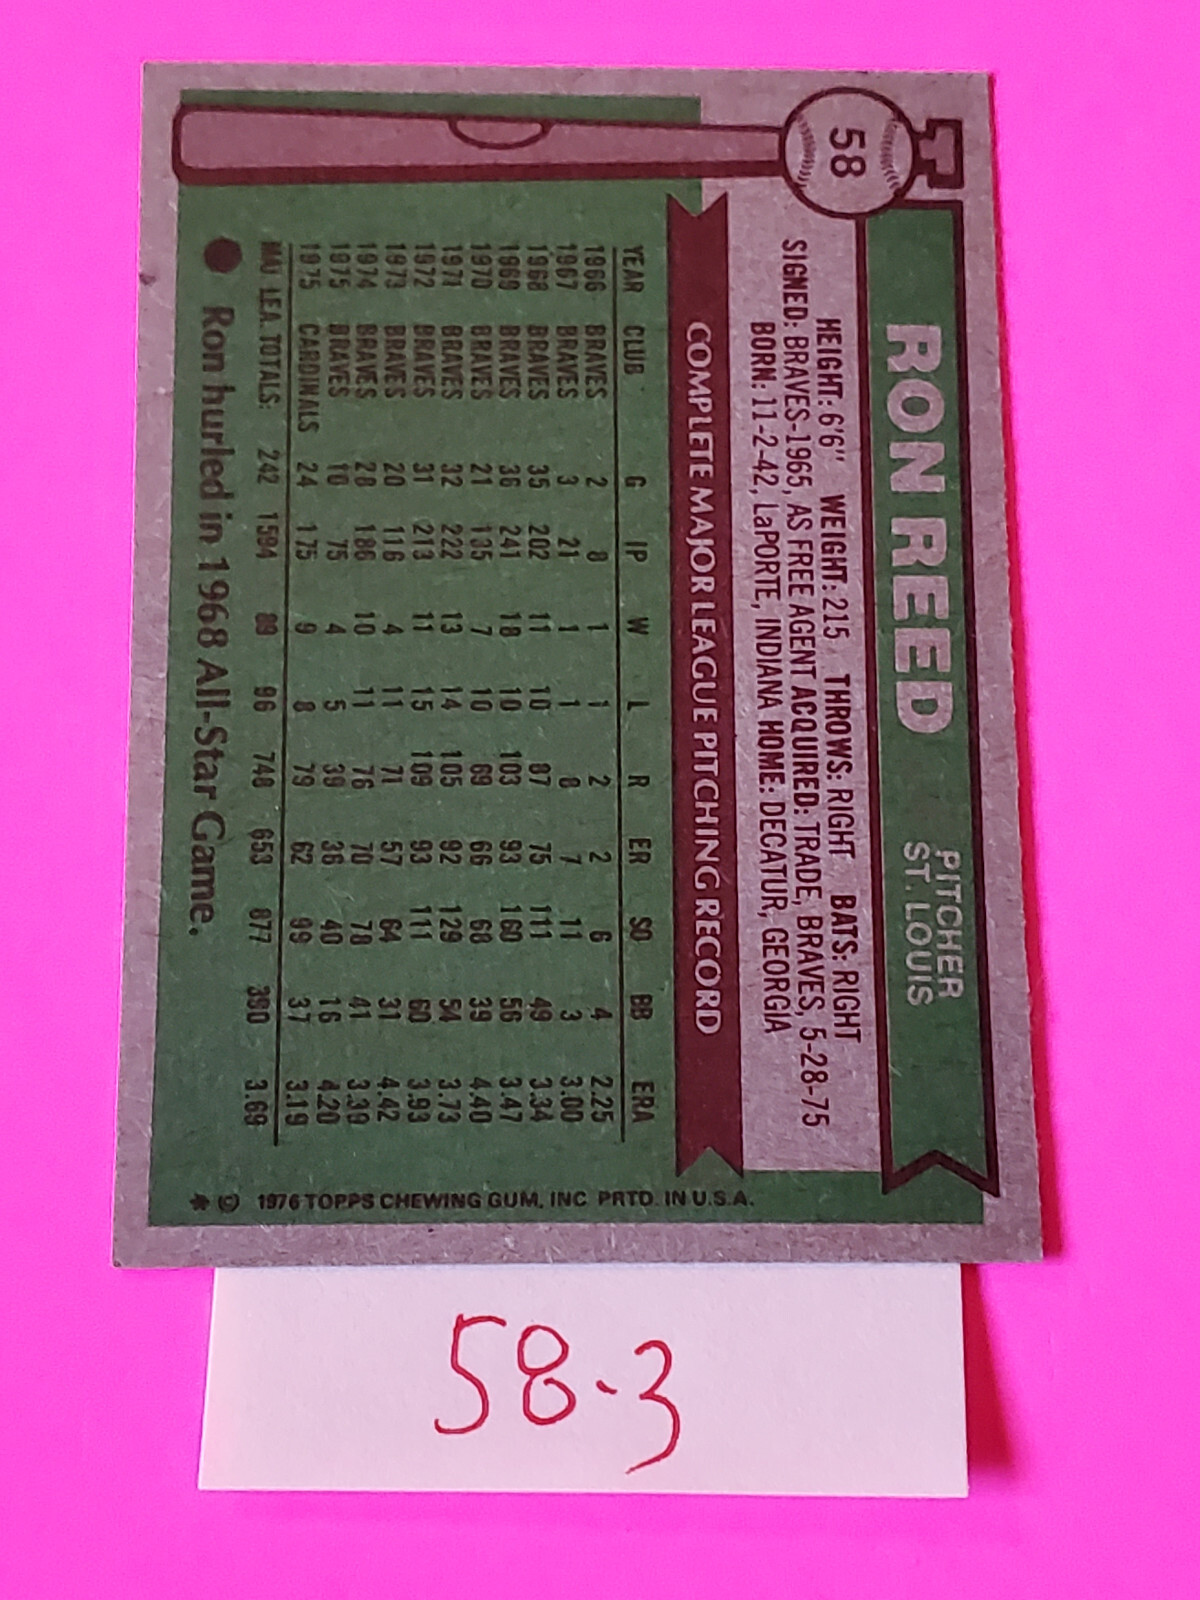 58
RON REED
PITCHER
ST. LOUIS
HEIGHT: 6'6" WEIGHT: 215 THROWS: RIGHT BATS: RIGHT
SIGNED: BRAVES-1965, AS FREE AGENT ACQUIRED: TRADE, BRAVES, 5-28-75
BORN: 11-2-42, LaPORTE, INDIANA HOME: DECATUR, GEORGIA
COMPLETE MAJOR LEAGUE PITCHING RECORD
YEAR CLUB G IP W L R ER SO BB ERA
1966 BRAVES 2 8 1 1 2 2 6 4 2.25
1967 BRAVES 3 21 1 1 8 7 11 3 3.00
1968 BRAVES 35 202 11 10 87 75 111 49 3.34
1969 BRAVES 36 241 18 10 103 93 160 56 3.47
1970 BRAVES 21 135 7 10 69 66 68 39 4.40
1971 BRAVES 32 222 13 14 105 92 129 54 3.73
1972 BRAVES 31 213 11 15 109 93 111 60 3.93
1973 BRAVES 20 116 4 11 71 57 64 31 4.42
1974 BRAVES 28 186 10 11 76 70 78 41 3.39
1975 BRAVES 10 75 4 5 39 36 40 16 4.20
1975 CARDINALS 24 175 9 8 79 62 99 37 3.19
MAJ. LEA. TOTALS: 242 1594 89 96 748 653 877 390 3.69
● Ron hurled in 1968 All-Star Game.
* © 1976 TOPPS CHEWING GUM, INC. PRTD. IN U.S.A.
58-3